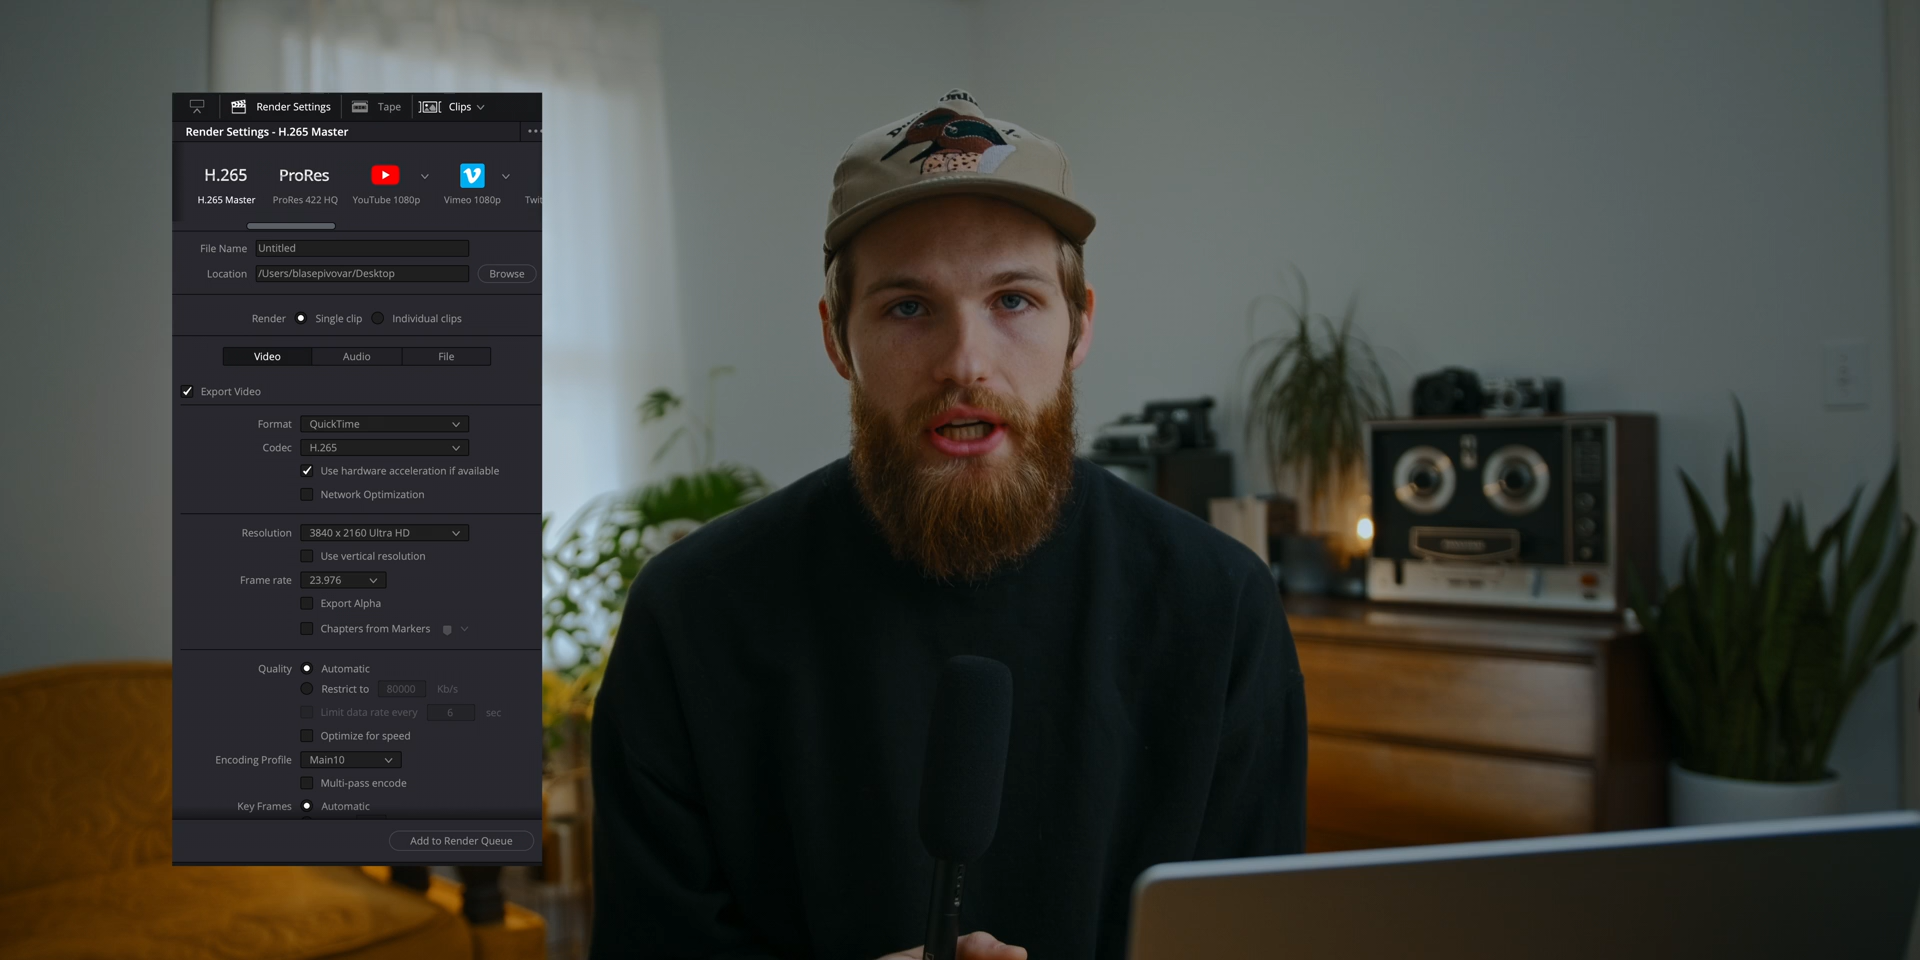 Render Settings Tape Clips
Render Settings - H.265 Master
H.265 ProRes
H.265 Master ProRes 422 HQ YouTube 1080p Vimeo 1080p Twi
File Name Untitled
Location /Users/blasepivovar/Desktop Browse
Render Single clip Individual clips
Video Audio File
Export Video
Format QuickTime
Codec H.265
Use hardware acceleration if available
Network Optimization
Resolution 3840 x 2160 Ultra HD
Use vertical resolution
Frame rate 23.976
Export Alpha
Chapters from Markers
Quality Automatic
Restrict to 80000 Kb/s
Limit data rate every 6 sec
Optimize for speed
Encoding Profile Main10
Multi-pass encode
Key Frames Automatic
Add to Render Queue